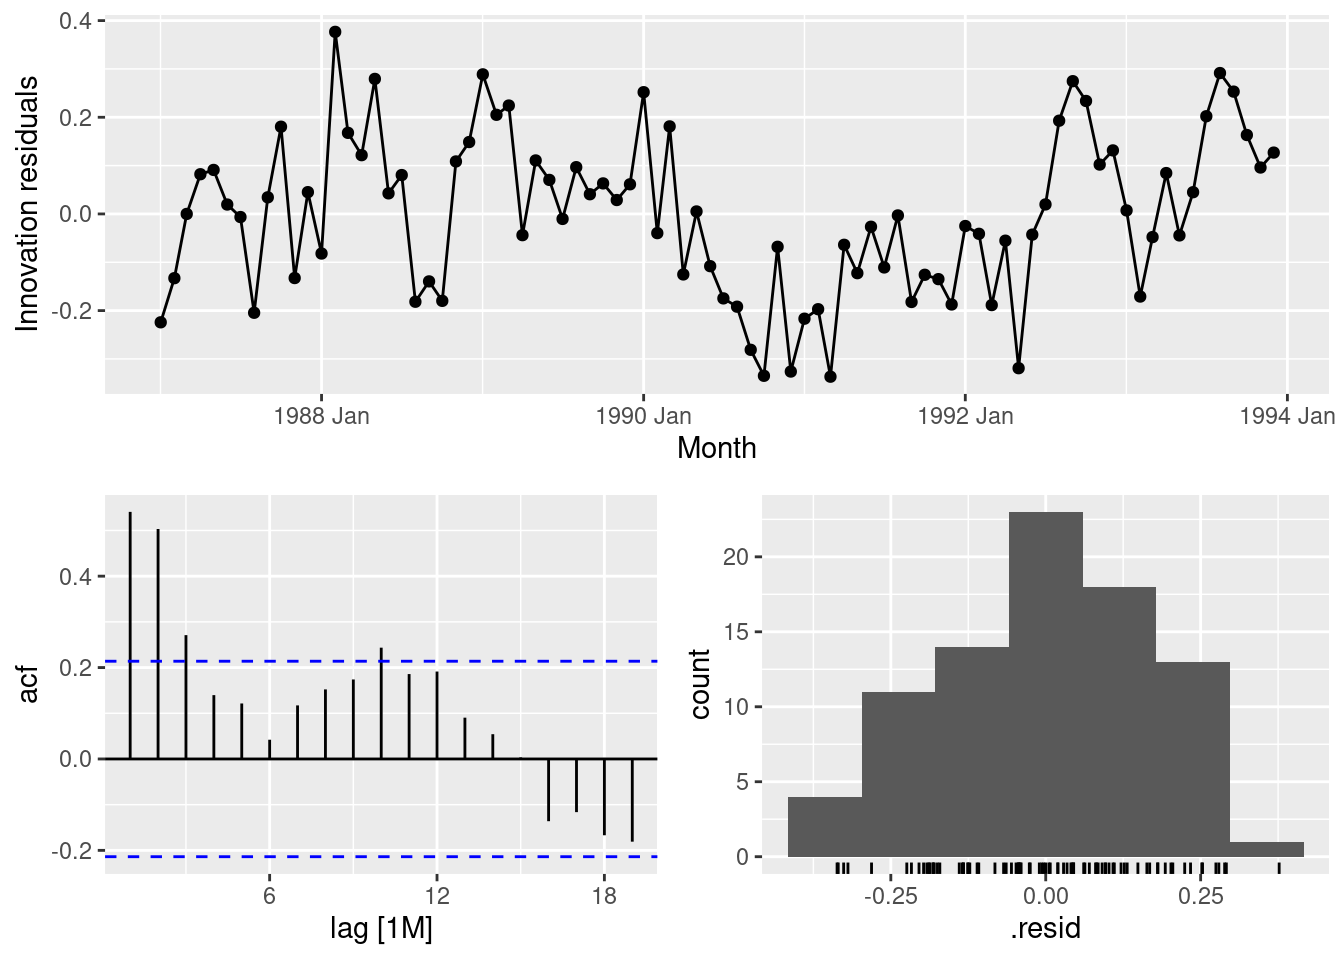 Innovation residuals
0.4
0.2
0.0
-0.2
1988 Jan 1990 Jan 1992 Jan 1994 Jan
Month
acf
0.4
0.2
0.0
-0.2
6 12 18
lag [1M]
count
20
15
10
5
0
-0.25 0.00 0.25
.resid